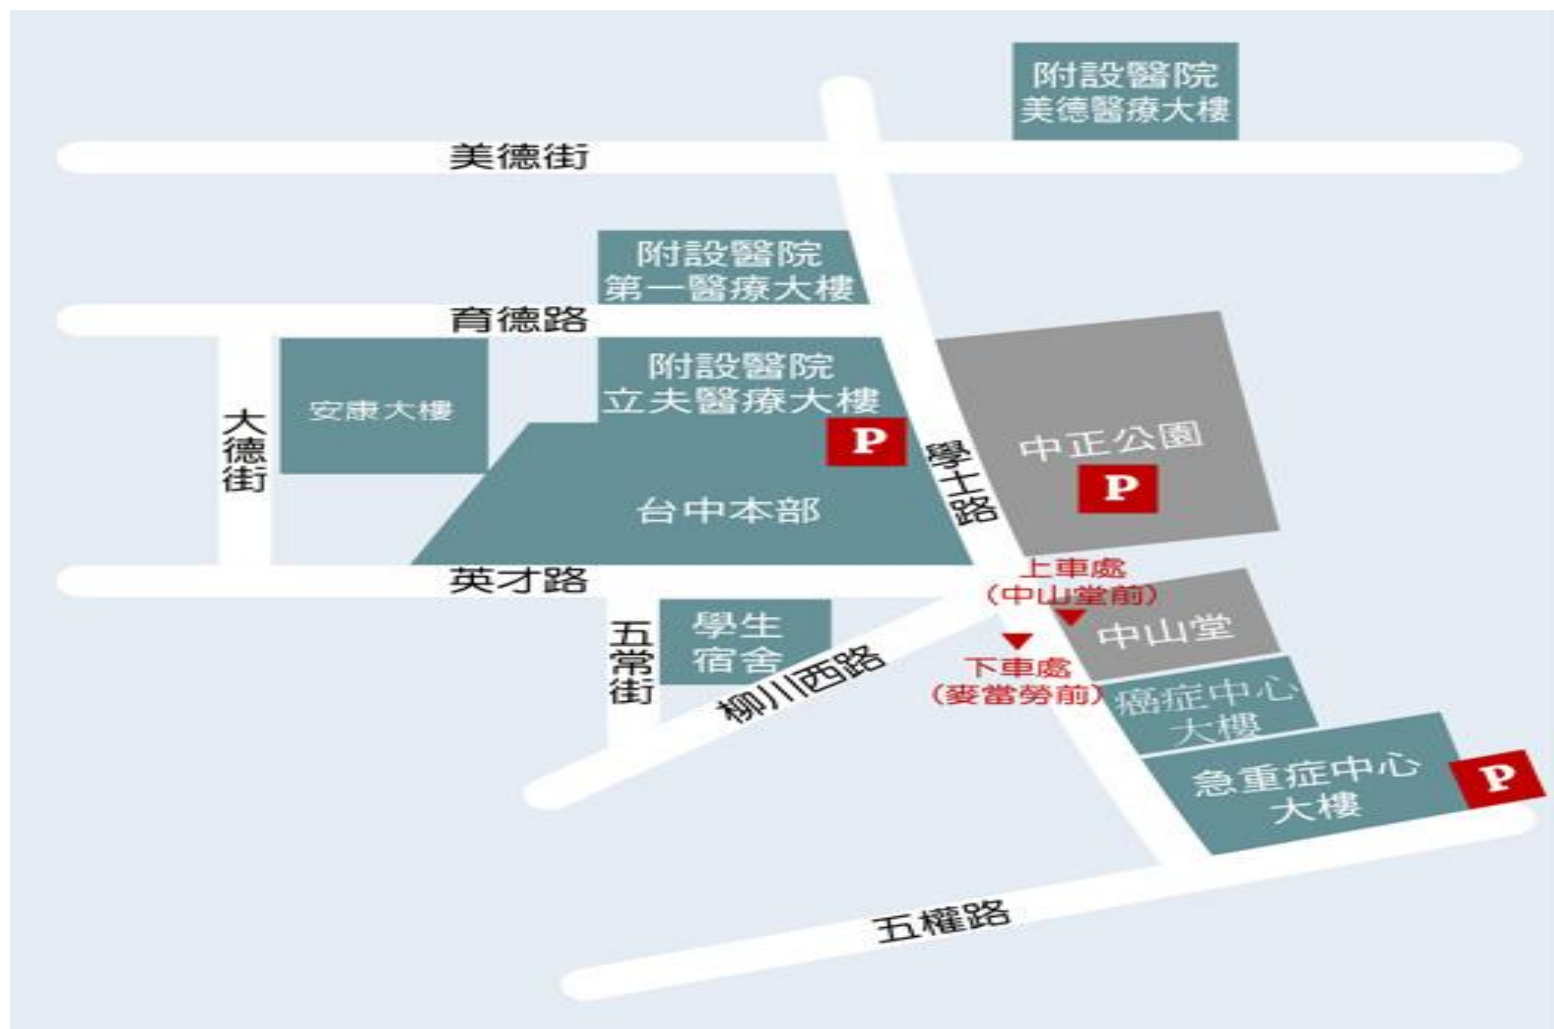 附設醫院
美德醫療大樓
美德街
附設醫院
第一醫療大樓
育德路
附設醫院
立夫醫療大樓
安康大樓
大德街
P
學士路
中正公園
P
台中本部
上車處
(中山堂前)
英才路
學生
宿舍
五常街
柳川西路
中山堂
下車處
(麥當勞前)
癌症中心
大樓
急重症中心
大樓
P
五權路